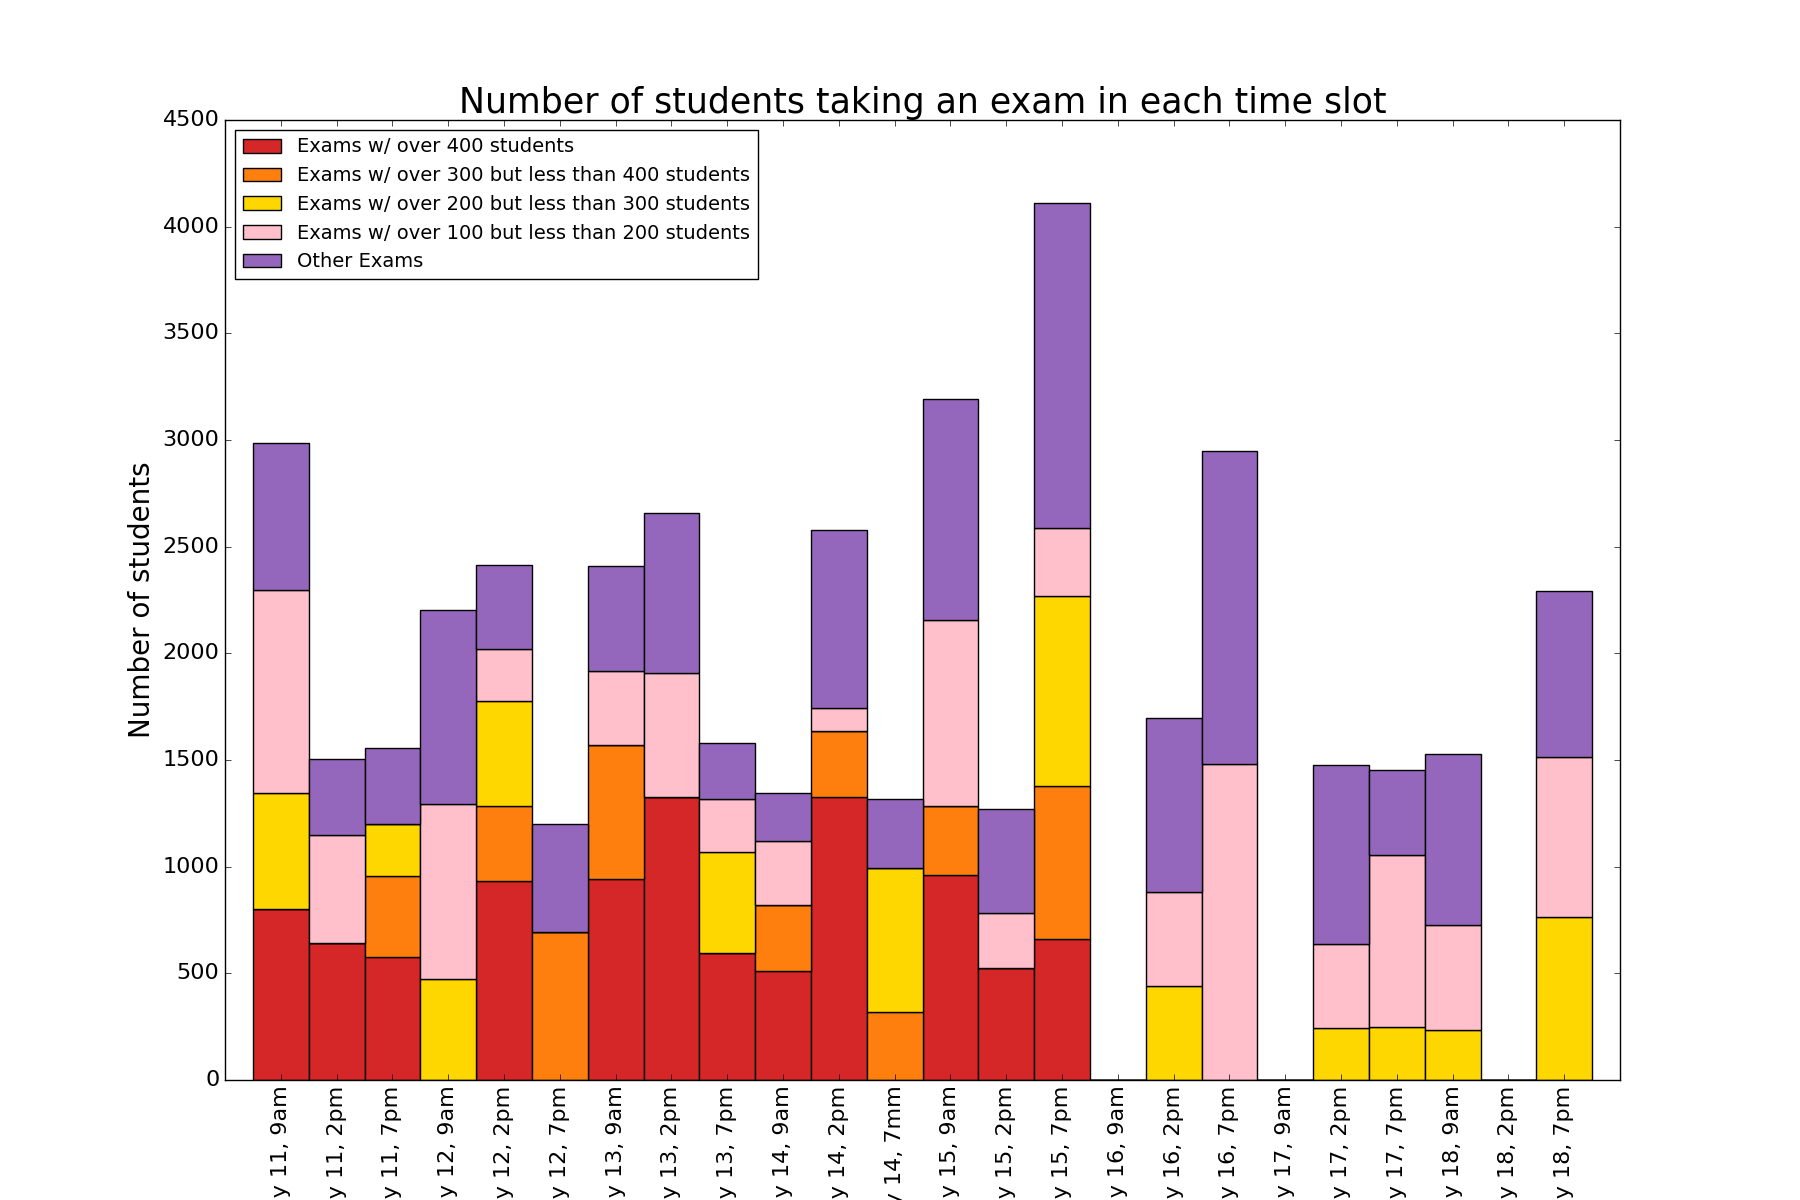 Number of students taking an exam in each time slot
Number of students
4500
4000
3500
3000
2500
2000
1500
1000
500
0
Exams w/ over 400 students
Exams w/ over 300 but less than 400 students
Exams w/ over 200 but less than 300 students
Exams w/ over 100 but less than 200 students
Other Exams
y 11, 9am
y 11, 2pm
y 11, 7pm
y 12, 9am
y 12, 2pm
y 12, 7pm
y 13, 9am
y 13, 2pm
y 13, 7pm
y 14, 9am
y 14, 2pm
y 14, 7mm
y 15, 9am
y 15, 2pm
y 15, 7pm
y 16, 9am
y 16, 2pm
y 16, 7pm
y 17, 9am
y 17, 2pm
y 17, 7pm
y 18, 9am
y 18, 2pm
y 18, 7pm